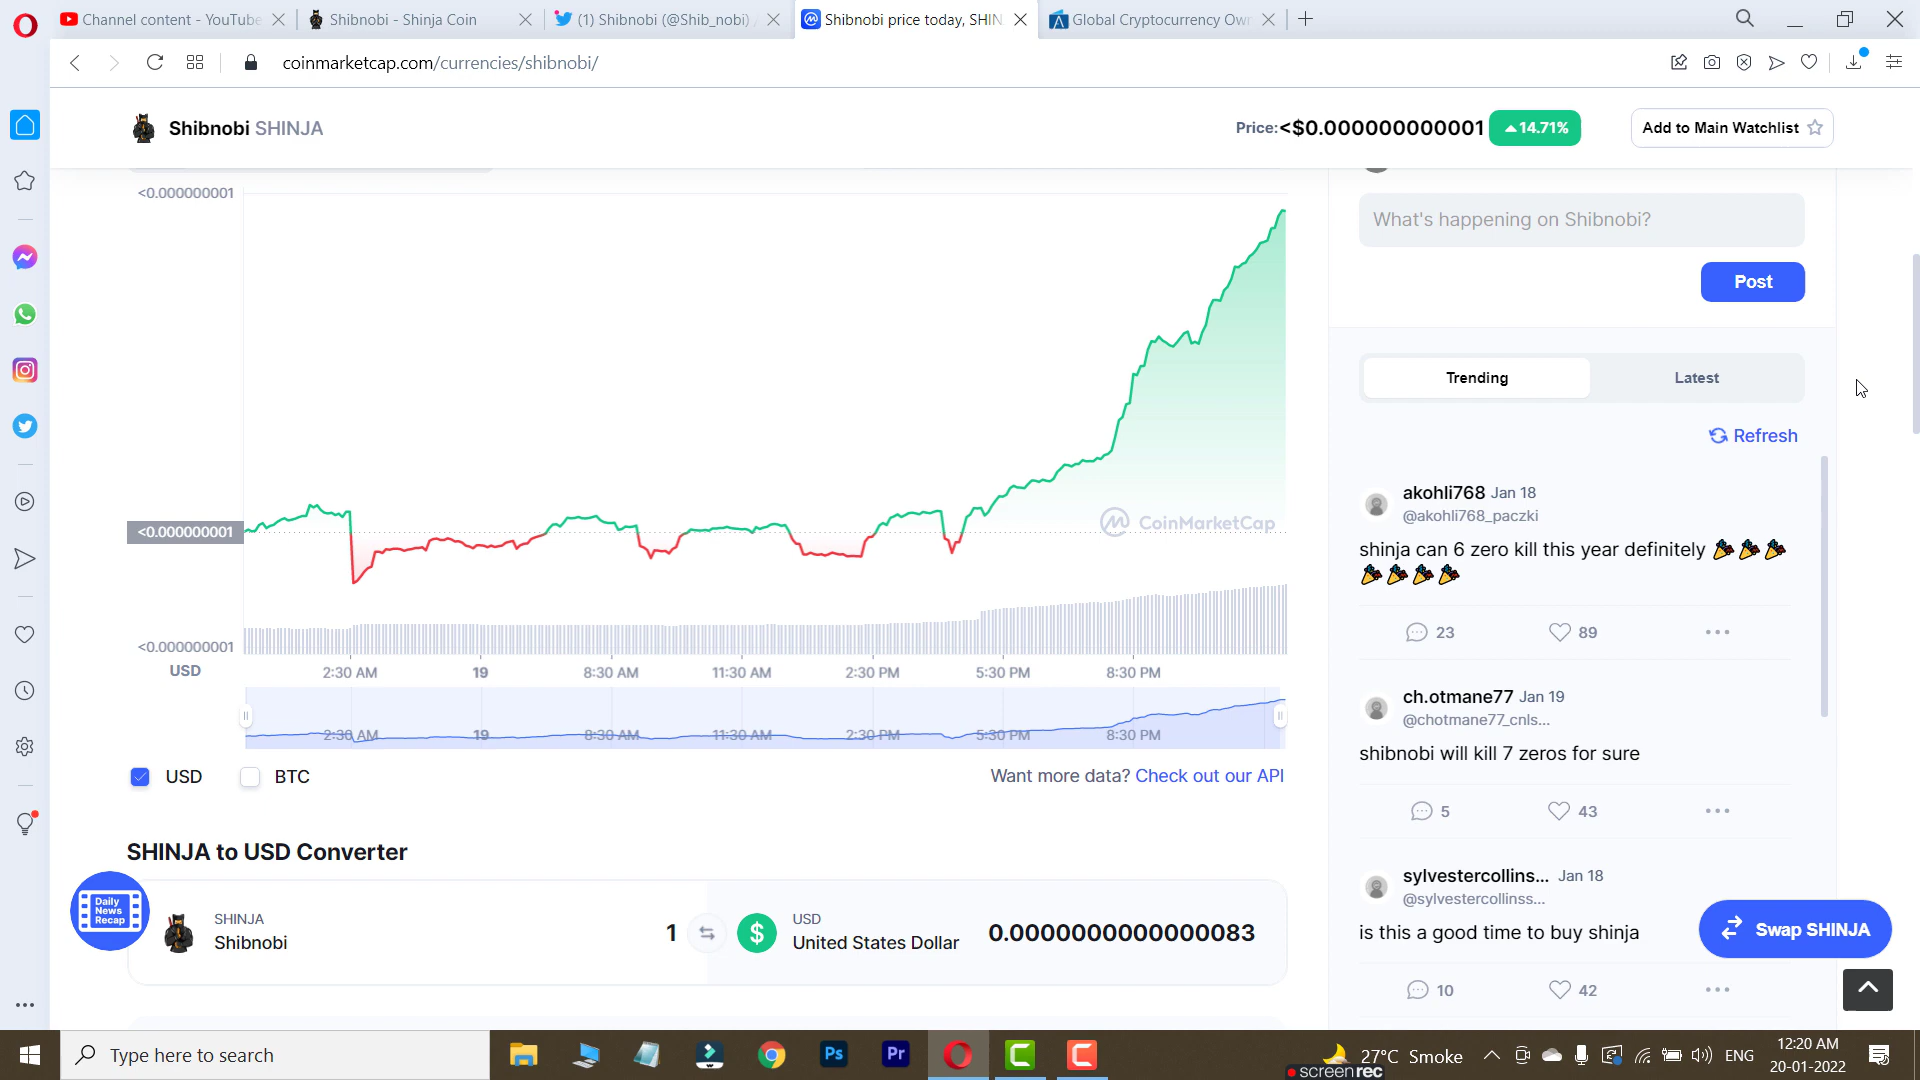 Channel content - YouTube
Shibnobi - Shinja Coin
(1) Shibnobi (@Shib_nobi)
Shibnobi price today, SHIN
Global Cryptocurrency Ow
coinmarketcap.com/currencies/shibnobi/
Shibnobi SHINJA
Price:<$0.000000000001
14.71%
Add to Main Watchlist
<0.000000001
<0.000000001
<0.000000001
CoinMarketCap
USD
2:30 AM 19 8:30 AM 11:30 AM 2:30 PM 5:30 PM 8:30 PM
2:30 AM 19 8:30 AM 11:30 AM 2:30 PM 5:30 PM 8:30 PM
USD BTC
Want more data? Check out our API
SHINJA to USD Converter
Daily
News
Recap
SHINJA
Shibnobi
1
$
USD
United States Dollar
0.0000000000000083
What's happening on Shibnobi?
Post
Trending
Latest
Refresh
akohli768 Jan 18
@akohli768_paczki
shinja can 6 zero kill this year definitely
23 89
ch.otmane77 Jan 19
@chotmane77_cnls...
shibnobi will kill 7 zeros for sure
5 43
sylvestercollins... Jan 18
@sylvestercollinss...
is this a good time to buy shinja
10 42
Swap SHINJA
Type here to search
Ps
Pr
27°C Smoke
screenrec
ENG
12:20 AM
20-01-2022